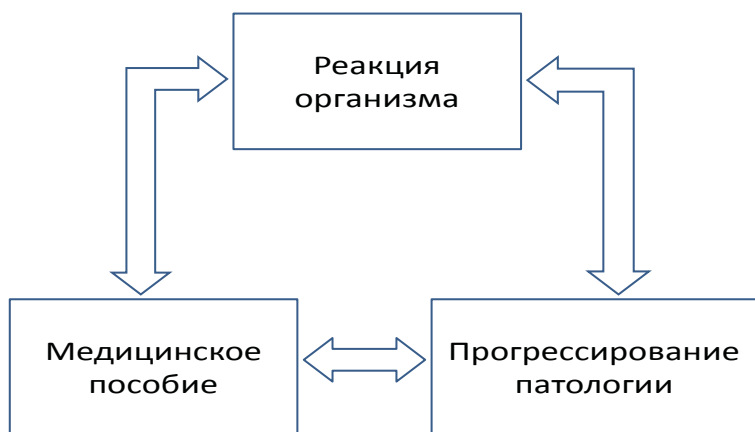 Реакция
организма
Медицинское
пособие
Прогрессирование
патологии